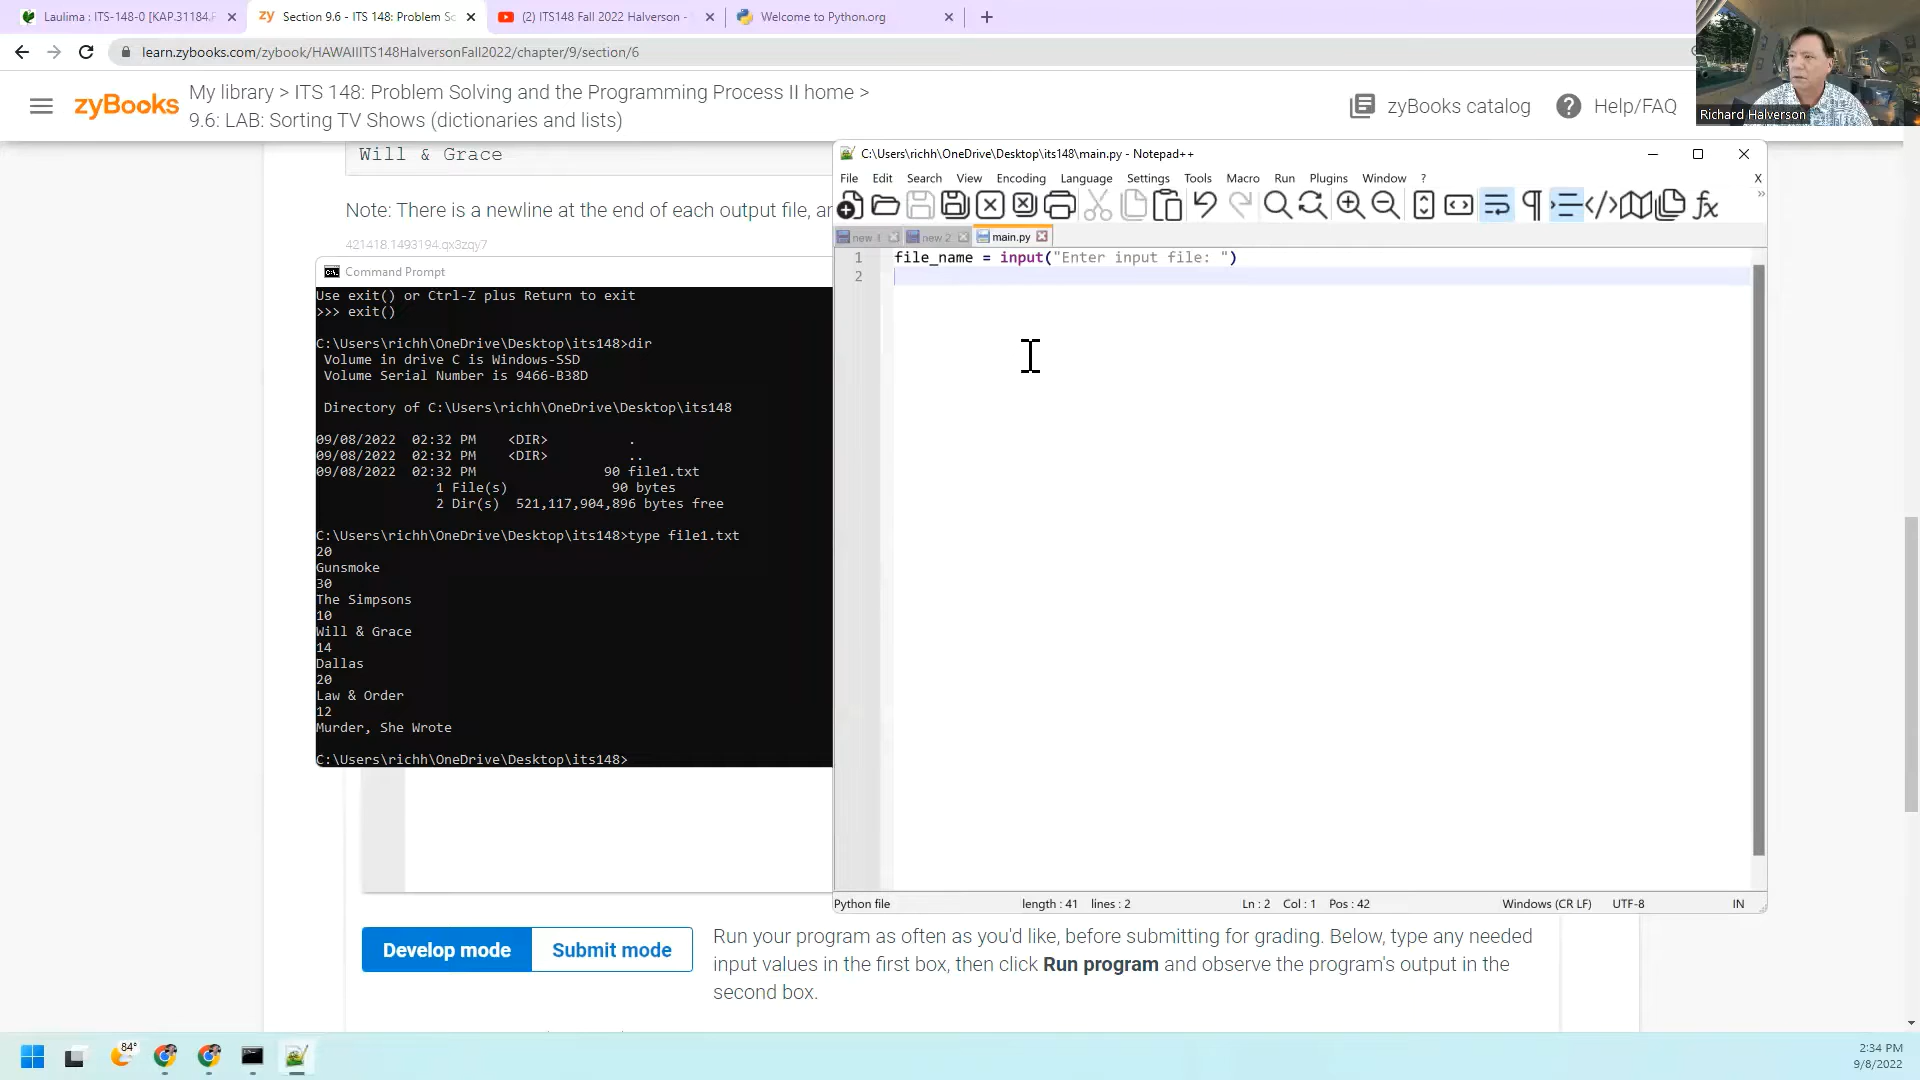 Laulima : ITS-148-0 [KAP.31184.F
Section 9.6 - ITS 148: Problem So
(2) ITS148 Fall 2022 Halverson -
Welcome to Python.org
learn.zybooks.com/zybook/HAWAIIITS148HalversonFall2022/chapter/9/section/6
zyBooks
My library > ITS 148: Problem Solving and the Programming Process II home >
9.6: LAB: Sorting TV Shows (dictionaries and lists)
zyBooks catalog
Help/FAQ
Richard Halverson
Will & Grace
Note: There is a newline at the end of each output file, an
421418.1493194.qx3zqy7
Command Prompt
Use exit() or Ctrl-Z plus Return to exit
>>> exit()
C:\Users\richh\OneDrive\Desktop\its148>dir
Volume in drive C is Windows-SSD
Volume Serial Number is 9466-B38D
Directory of C:\Users\richh\OneDrive\Desktop\its148
09/08/2022 02:32 PM <DIR> .
09/08/2022 02:32 PM <DIR> ..
09/08/2022 02:32 PM 90 file1.txt
1 File(s) 90 bytes
2 Dir(s) 521,117,904,896 bytes free
C:\Users\richh\OneDrive\Desktop\its148>type file1.txt
20
Gunsmoke
30
The Simpsons
10
Will & Grace
14
Dallas
20
Law & Order
12
Murder, She Wrote
C:\Users\richh\OneDrive\Desktop\its148>
C:\Users\richh\OneDrive\Desktop\its148\main.py - Notepad++
File Edit Search View Encoding Language Settings Tools Macro Run Plugins Window ? X
new 1 new 2 main.py
1 file_name = input("Enter input file: ")
2
Python file length : 41 lines : 2 Ln : 2 Col : 1 Pos : 42 Windows (CR LF) UTF-8 IN
Develop mode Submit mode
Run your program as often as you'd like, before submitting for grading. Below, type any needed
input values in the first box, then click Run program and observe the program's output in the
second box.
84°
2:34 PM
9/8/2022